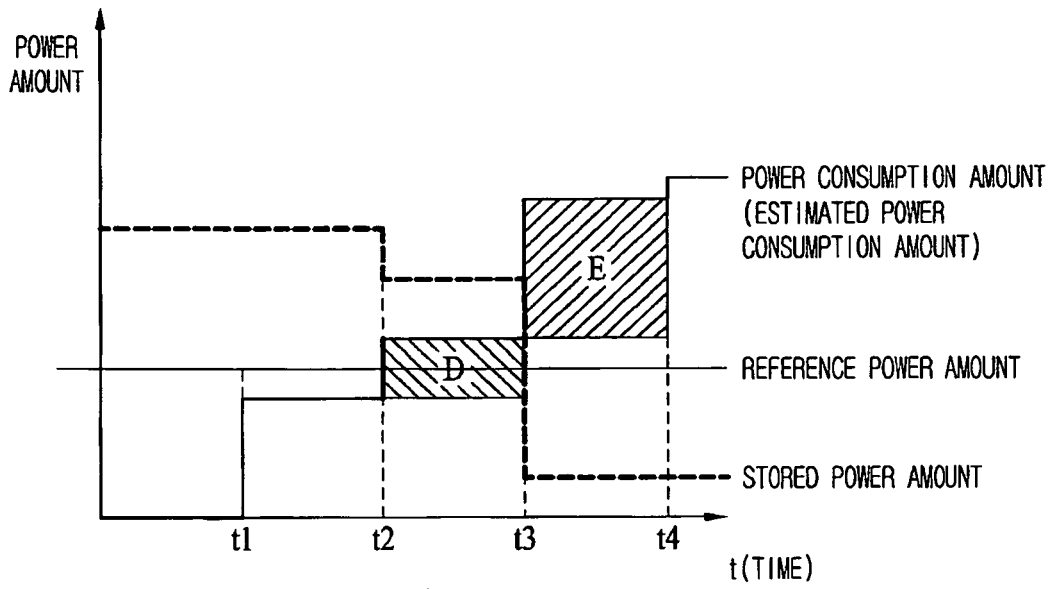 POWER
AMOUNT
POWER CONSUMPTION AMOUNT
(ESTIMATED POWER
CONSUMPTION AMOUNT)
E
D
REFERENCE POWER AMOUNT
STORED POWER AMOUNT
t1
t2
t3
t4
t(TIME)